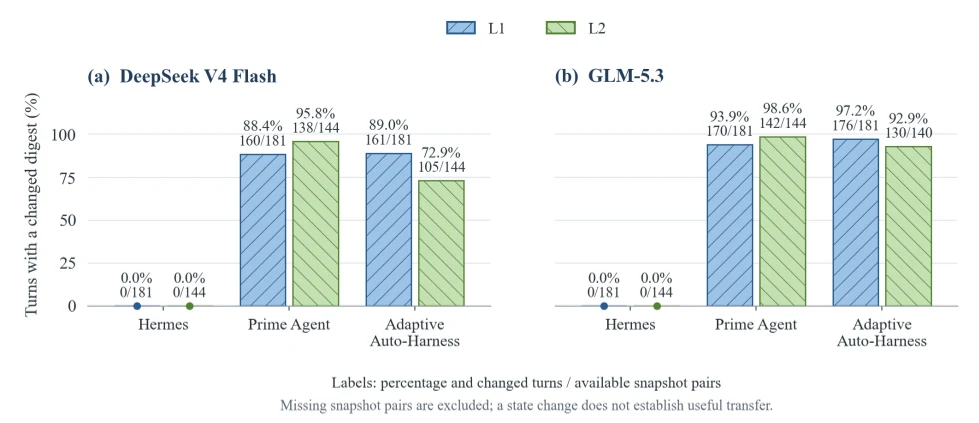 L1 L2
(a) DeepSeek V4 Flash
(b) GLM-5.3
Turns with a changed digest (%)
100
75
50
25
0
0.0%
0/181
0.0%
0/144
88.4%
160/181
95.8%
138/144
89.0%
161/181
72.9%
105/144
Hermes
Prime Agent
Adaptive
Auto-Harness
0.0%
0/181
0.0%
0/144
93.9%
170/181
98.6%
142/144
97.2%
176/181
92.9%
130/140
Hermes
Prime Agent
Adaptive
Auto-Harness
Labels: percentage and changed turns / available snapshot pairs
Missing snapshot pairs are excluded; a state change does not establish useful transfer.